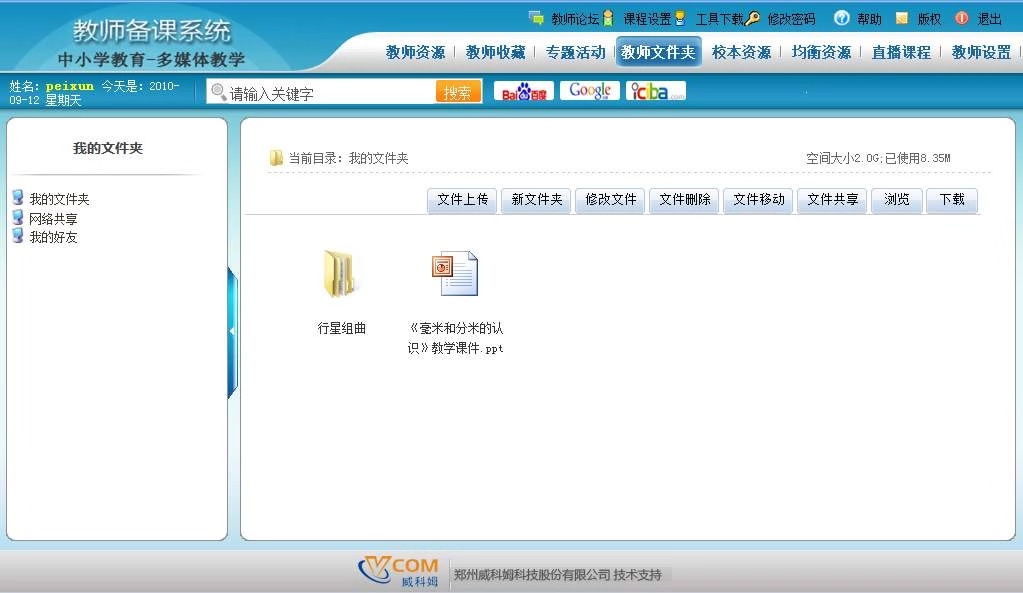 教师备课系统
中小学教育-多媒体教学
教师论坛 课程设置 工具下载 修改密码 帮助 版权 退出
教师资源 教师收藏 专题活动 教师文件夹 校本资源 均衡资源 直播课程 教师设置
姓名: peixun 今天是: 2010-
09-12 星期天
请输入关键字 搜索 Bai百度 Google iciba.com
我的文件夹
我的文件夹
网络共享
我的好友
当前目录: 我的文件夹 空间大小2.0G;已使用8.35M
文件上传 新文件夹 修改文件 文件删除 文件移动 文件共享 浏览 下载
行星组曲
《毫米和分米的认
识》教学课件.ppt
VCOM
威科姆
郑州威科姆科技股份有限公司 技术支持